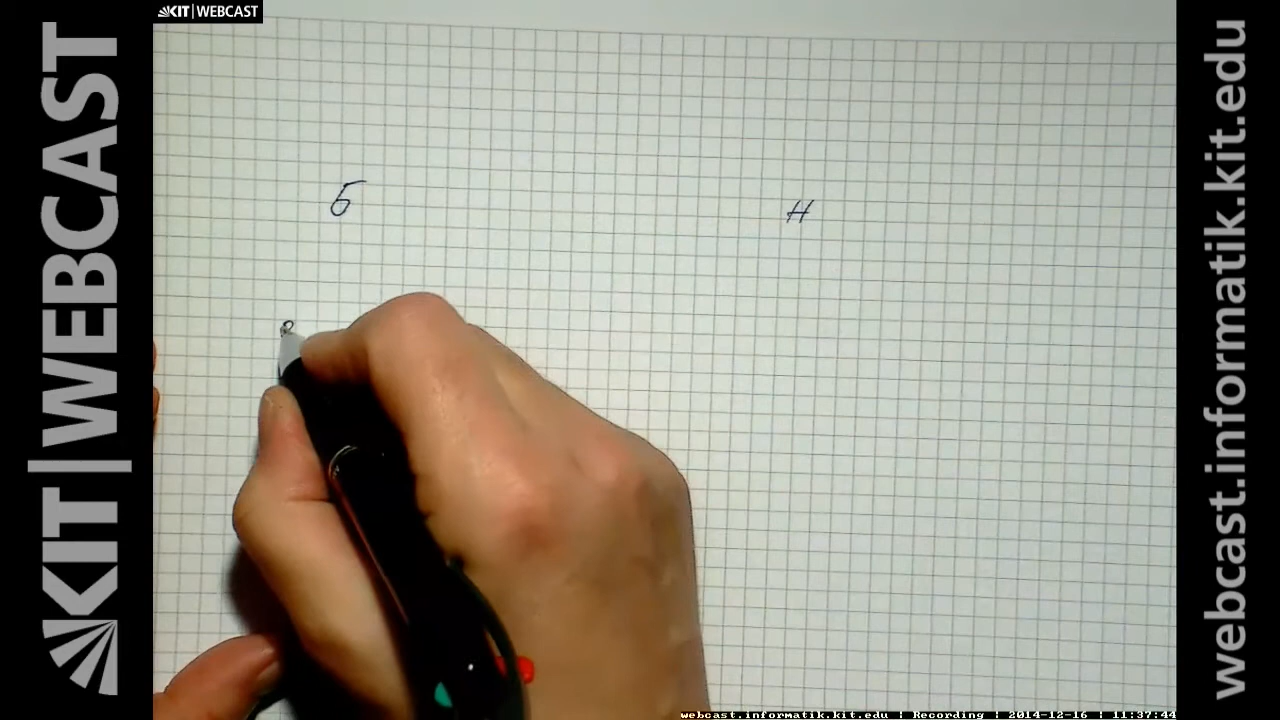 KIT|WEBCAST
KIT|WEBCAST
webcast.informatik.kit.edu
Б
H
webcast.informatik.kit.edu | Recording | 2014-12-16 | 11:37:44